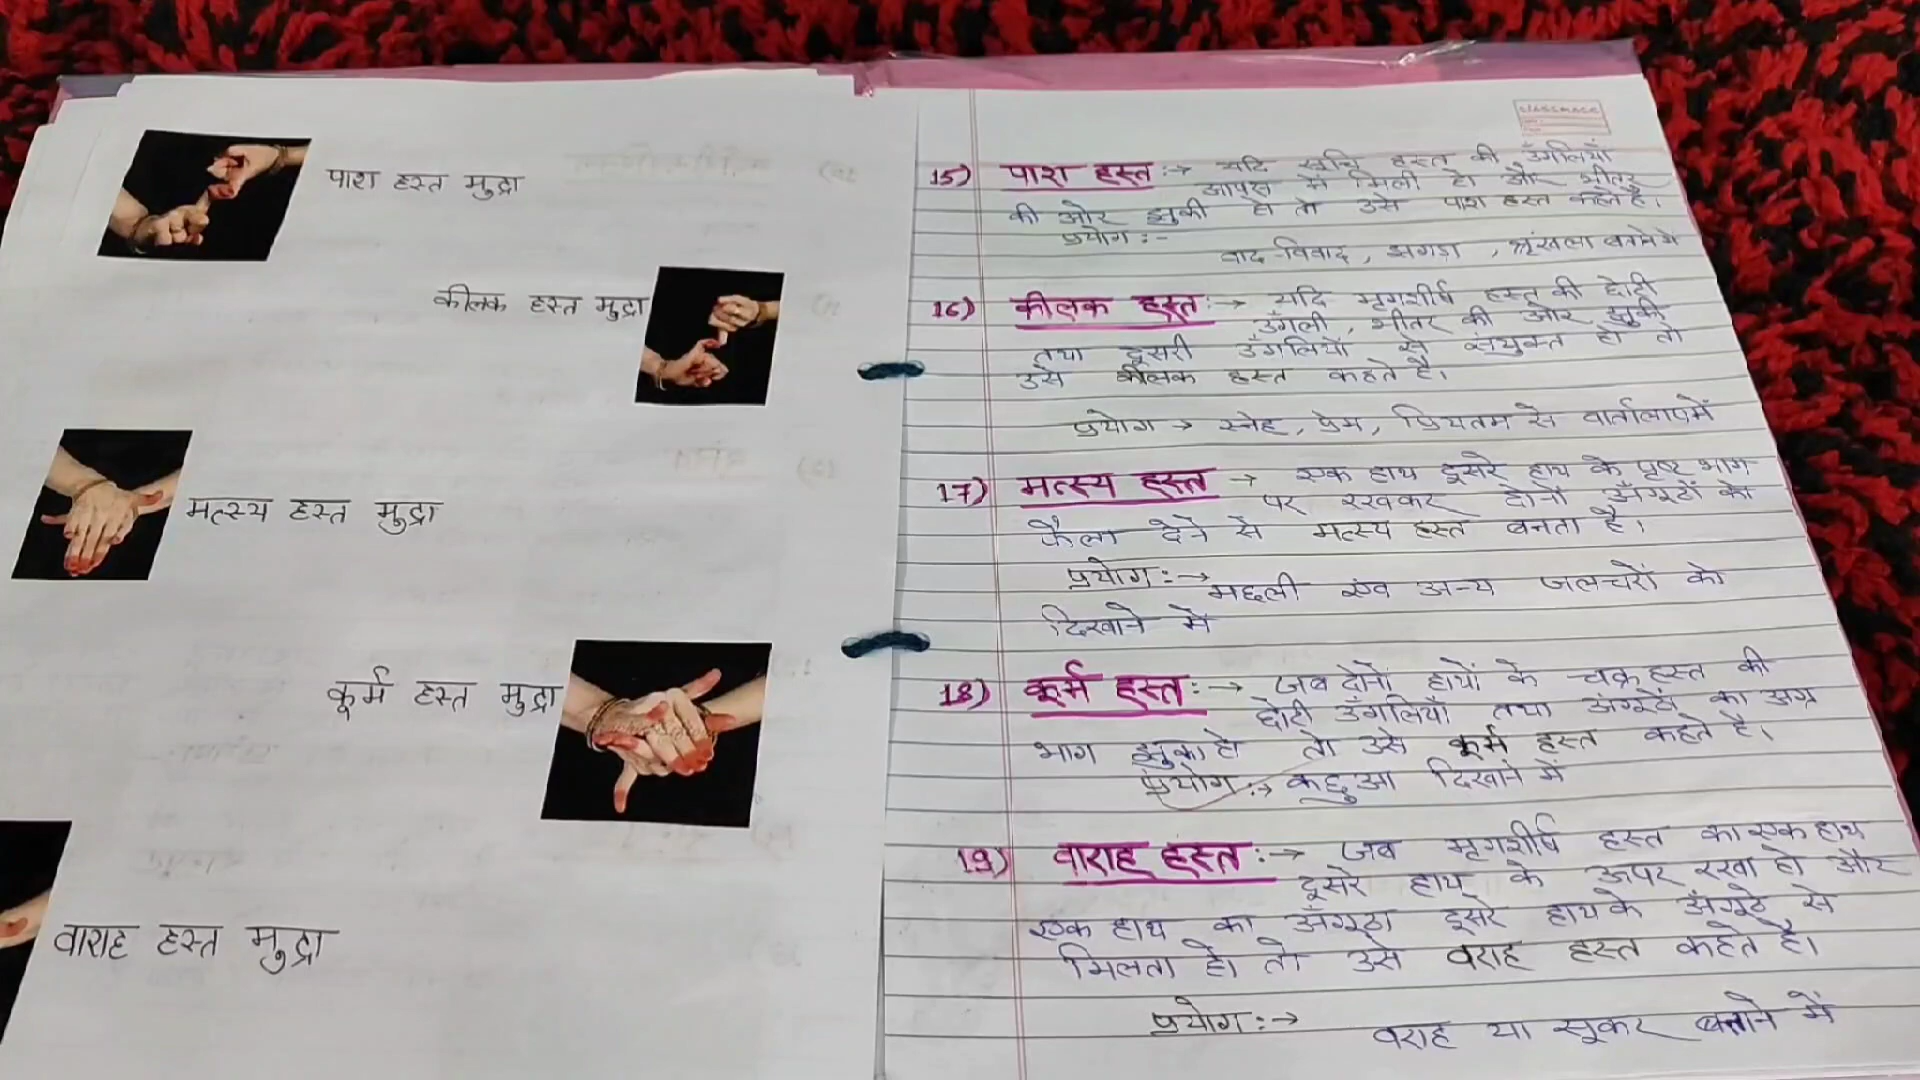 पाश हस्त मुद्रा
कीलक हस्त मुद्रा
मत्स्य हस्त मुद्रा
कूर्म हस्त मुद्रा
वाराह हस्त मुद्रा
classmate
15) पाश हस्त :→ यदि सूचि हस्त की उँगलियाँ
आपस में मिली हो और भीतर
की ओर झुकी हो तो उसे पाश हस्त कहते है।
प्रयोग :-
वाद-विवाद, झगड़ा, श्रृंखला बताने में
16) कीलक हस्त :→ यदि मृगशीर्ष हस्त की छोटी
उँगली, भीतर की ओर झुकी
तथा दूसरी उँगलियों से संयुक्त हो तो
उसे कीलक हस्त कहते है।
प्रयोग → स्नेह, प्रेम, प्रियतम से वार्तालाप में
17) मत्स्य हस्त → एक हाथ दूसरे हाथ के पृष्ट भाग
पर रखकर दोनों अँगूठों को
फैला देने से मत्स्य हस्त बनता है।
प्रयोग :→ मछली एंव अन्य जलचरों को
दिखाने में
18) कूर्म हस्त :→ जब दोनों हाथों के चक्र हस्त की
छोटी उँगलियाँ तथा अंगूठों का अग्र
भाग झुका हो तो उसे कूर्म हस्त कहते है।
प्रयोग :→ कछुआ दिखाने में
19) वाराह हस्त :→ जब मृगशीर्ष हस्त का एक हाथ
दूसरे हाथ के ऊपर रखा हो और
एक हाथ का अँगूठा दूसरे हाथ के अँगूठे से
मिलता हो तो उसे वराह हस्त कहेते है।
प्रयोग :→
वराह या सूकर बताने में